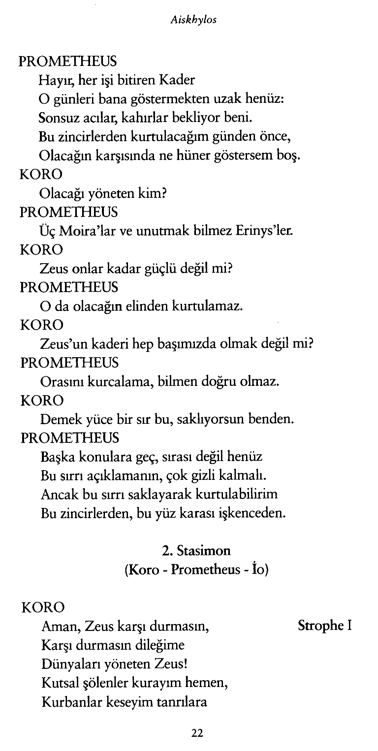 Aiskhylos
PROMETHEUS
Hayır, her işi bitiren Kader
O günleri bana göstermekten uzak henüz:
Sonsuz acılar, kahırlar bekliyor beni.
Bu zincirlerden kurtulacağım günden önce,
Olacağın karşısında ne hüner göstersem boş.
KORO
Olacağı yöneten kim?
PROMETHEUS
Üç Moira'lar ve unutmak bilmez Erinys'ler.
KORO
Zeus onlar kadar güçlü değil mi?
PROMETHEUS
O da olacağın elinden kurtulamaz.
KORO
Zeus'un kaderi hep başımızda olmak değil mi?
PROMETHEUS
Orasını kurcalama, bilmen doğru olmaz.
KORO
Demek yüce bir sır bu, saklıyorsun benden.
PROMETHEUS
Başka konulara geç, sırası değil henüz
Bu sırrı açıklamanın, çok gizli kalmalı.
Ancak bu sırrı saklayarak kurtulabilirim
Bu zincirlerden, bu yüz karası işkenceden.
2. Stasimon
(Koro - Prometheus - İo)
KORO
Aman, Zeus karşı durmasın, Strophe I
Karşı durmasın dileğime
Dünyaları yöneten Zeus!
Kutsal şölenler kurayım hemen,
Kurbanlar keseyim tanrılara
22